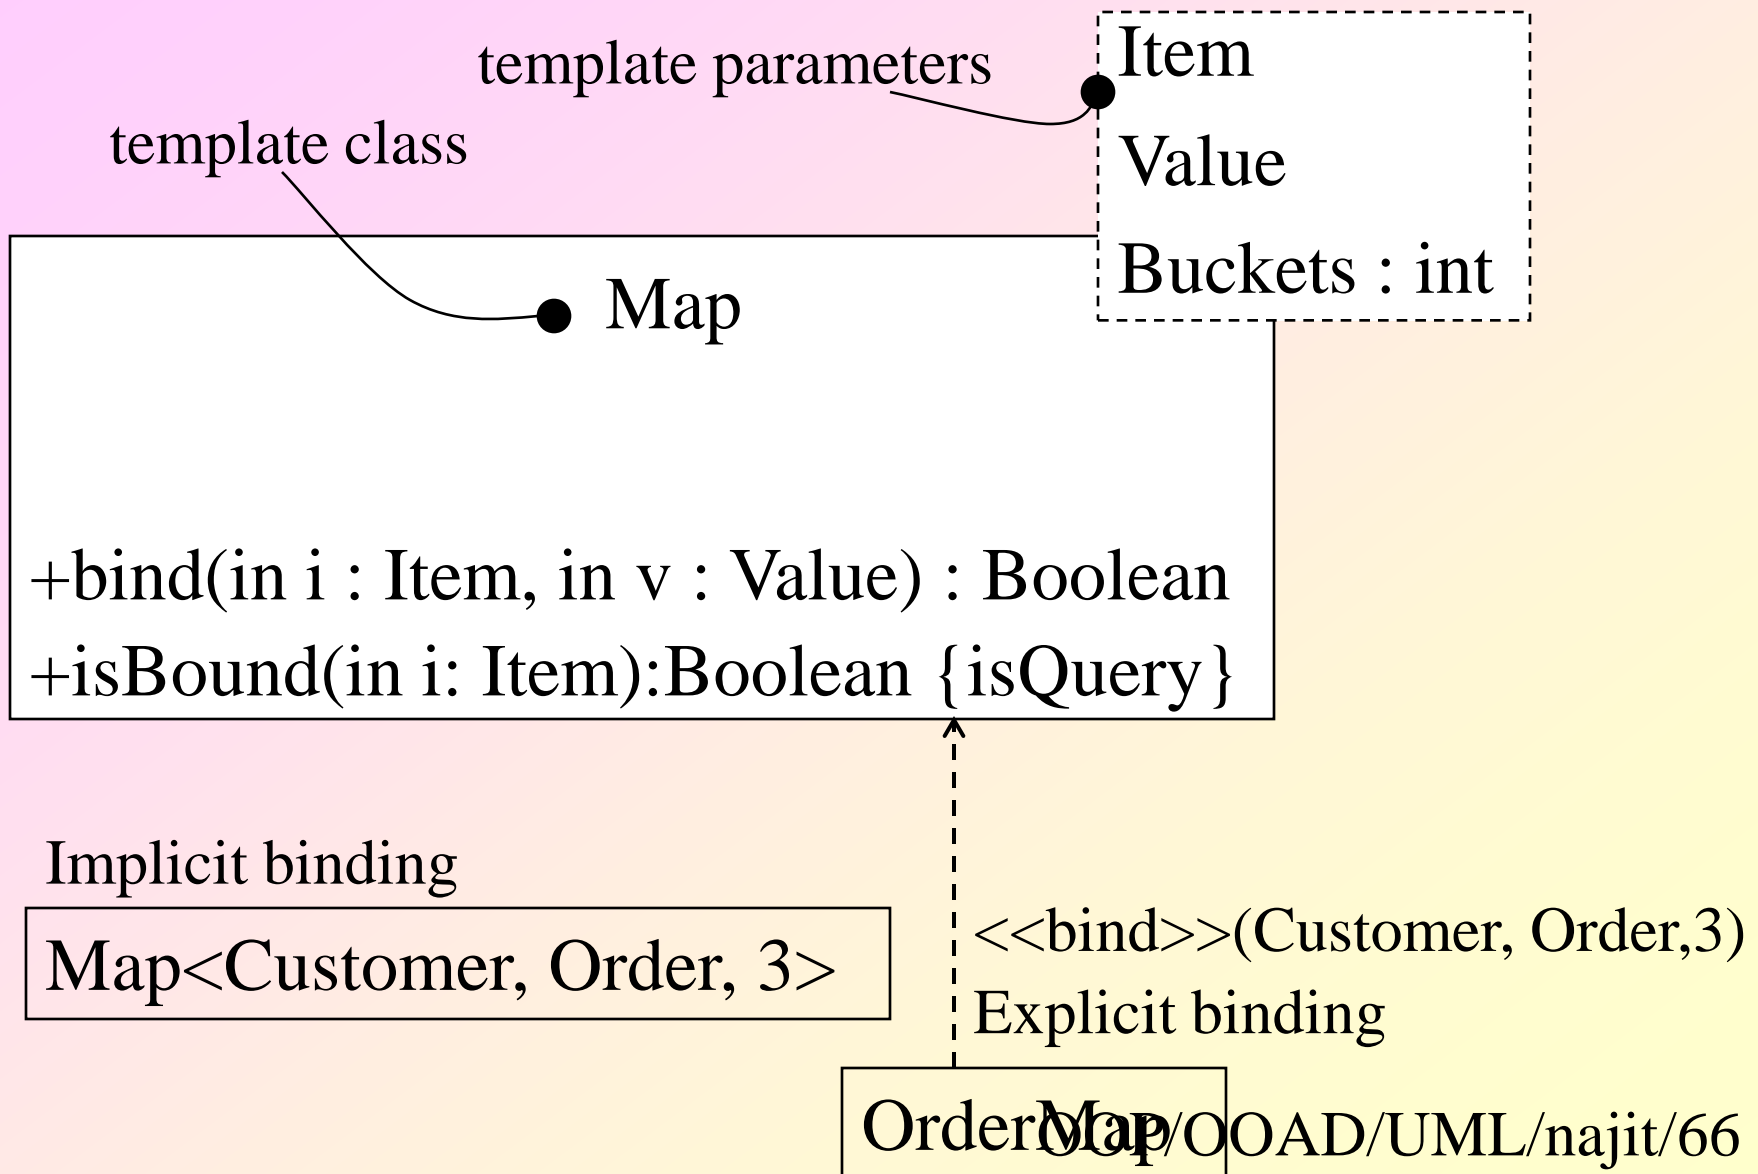 template parameters
template class
Item
Value
Buckets : int
Map
+bind(in i : Item, in v : Value) : Boolean
+isBound(in i: Item):Boolean {isQuery}
Implicit binding
Map<Customer, Order, 3>
<<bind>>(Customer, Order,3)
Explicit binding
OrderMap
OOP/OOAD/UML/najit/66